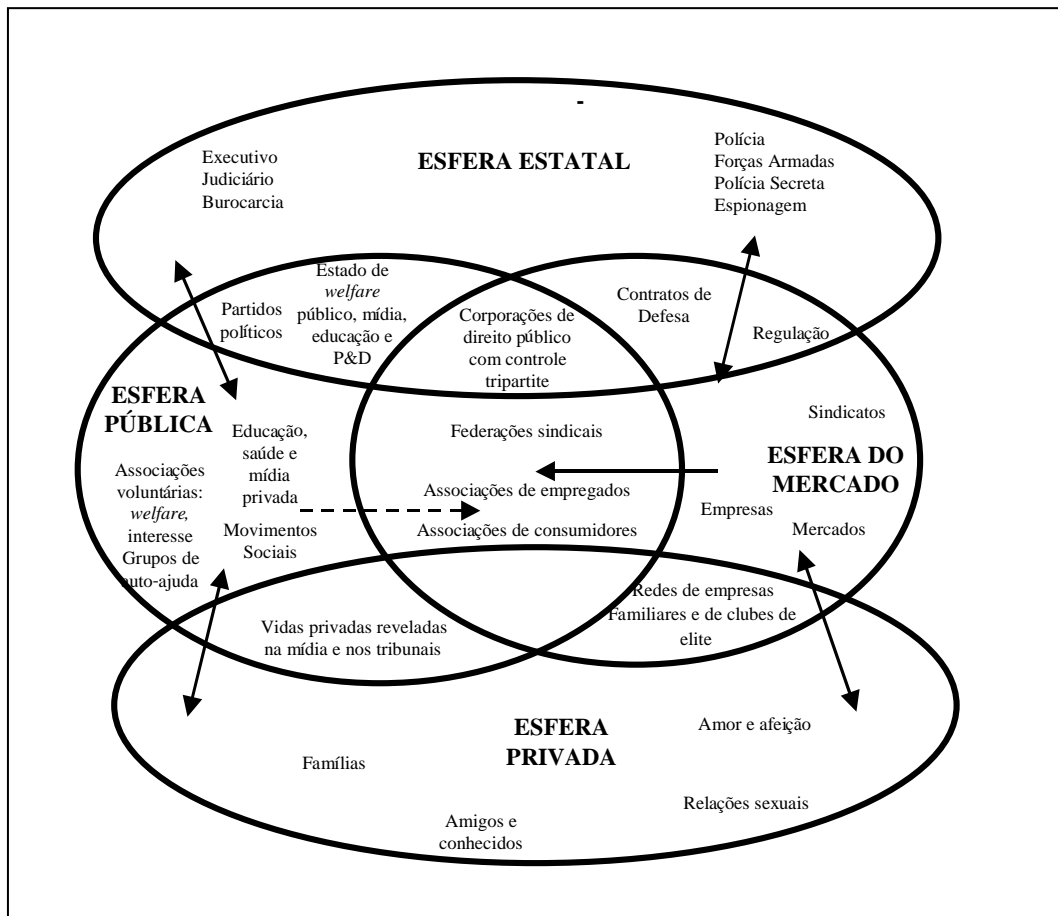 -
Executivo
Judiciário
Burocarcia
ESFERA ESTATAL
Polícia
Forças Armadas
Polícia Secreta
Espionagem
Partidos
políticos
Estado de
welfare
público, mídia,
educação e
P&D
Corporações de
direito público
com controle
tripartite
Contratos de
Defesa
Regulação
ESFERA
PÚBLICA
Educação,
saúde e
mídia
privada
Associações
voluntárias:
welfare,
interesse
Grupos de
auto-ajuda
Movimentos
Sociais
Federações sindicais
Associações de empregados
Associações de consumidores
Sindicatos
ESFERA DO
MERCADO
Empresas
Mercados
Vidas privadas reveladas
na mídia e nos tribunais
Redes de empresas
Familiares e de clubes de
elite
ESFERA
PRIVADA
Amor e afeição
Famílias
Relações sexuais
Amigos e
conhecidos